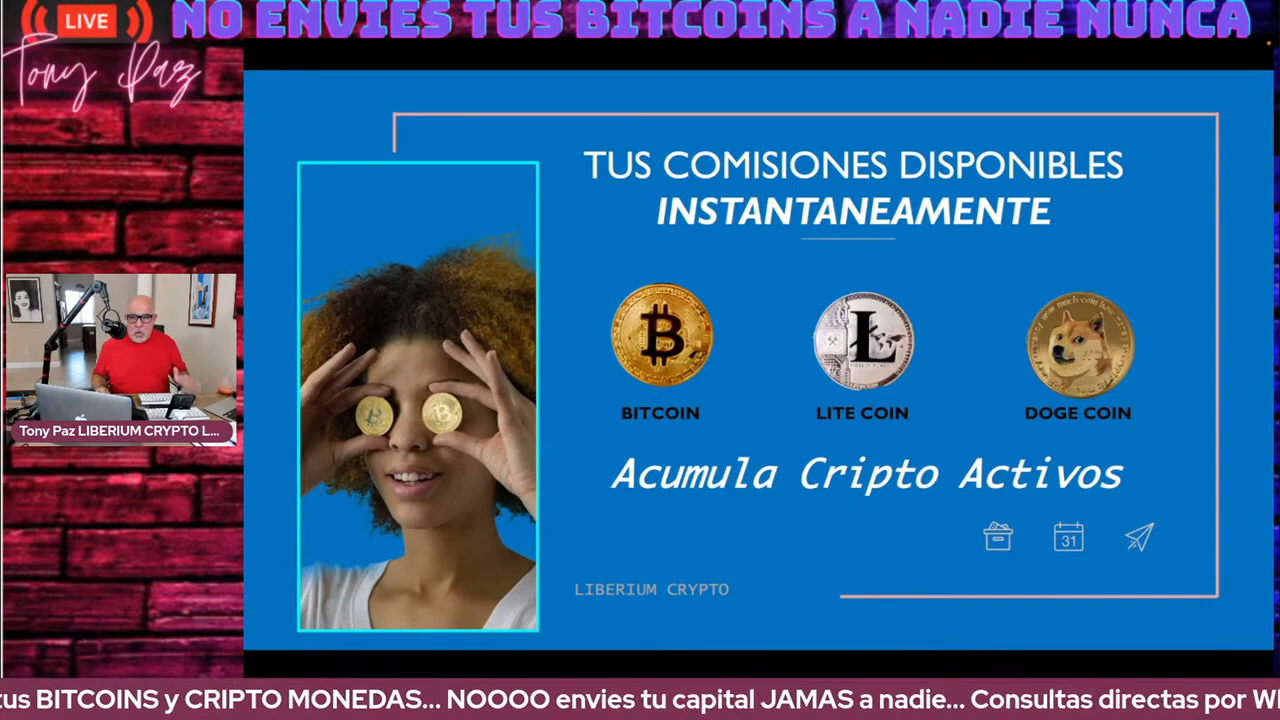 LIVE
NO ENVIES TUS BITCOINS A NADIE NUNCA
Tony Paz
TUS COMISIONES DISPONIBLES
INSTANTANEAMENTE
BITCOIN
LITE COIN
DOGE COIN
Tony Paz LIBERIUM CRYPTO L...
Acumula Cripto Activos
31
LIBERIUM CRYPTO
tus BITCOINS y CRIPTO MONEDAS... NOOOO envies tu capital JAMAS a nadie... Consultas directas por